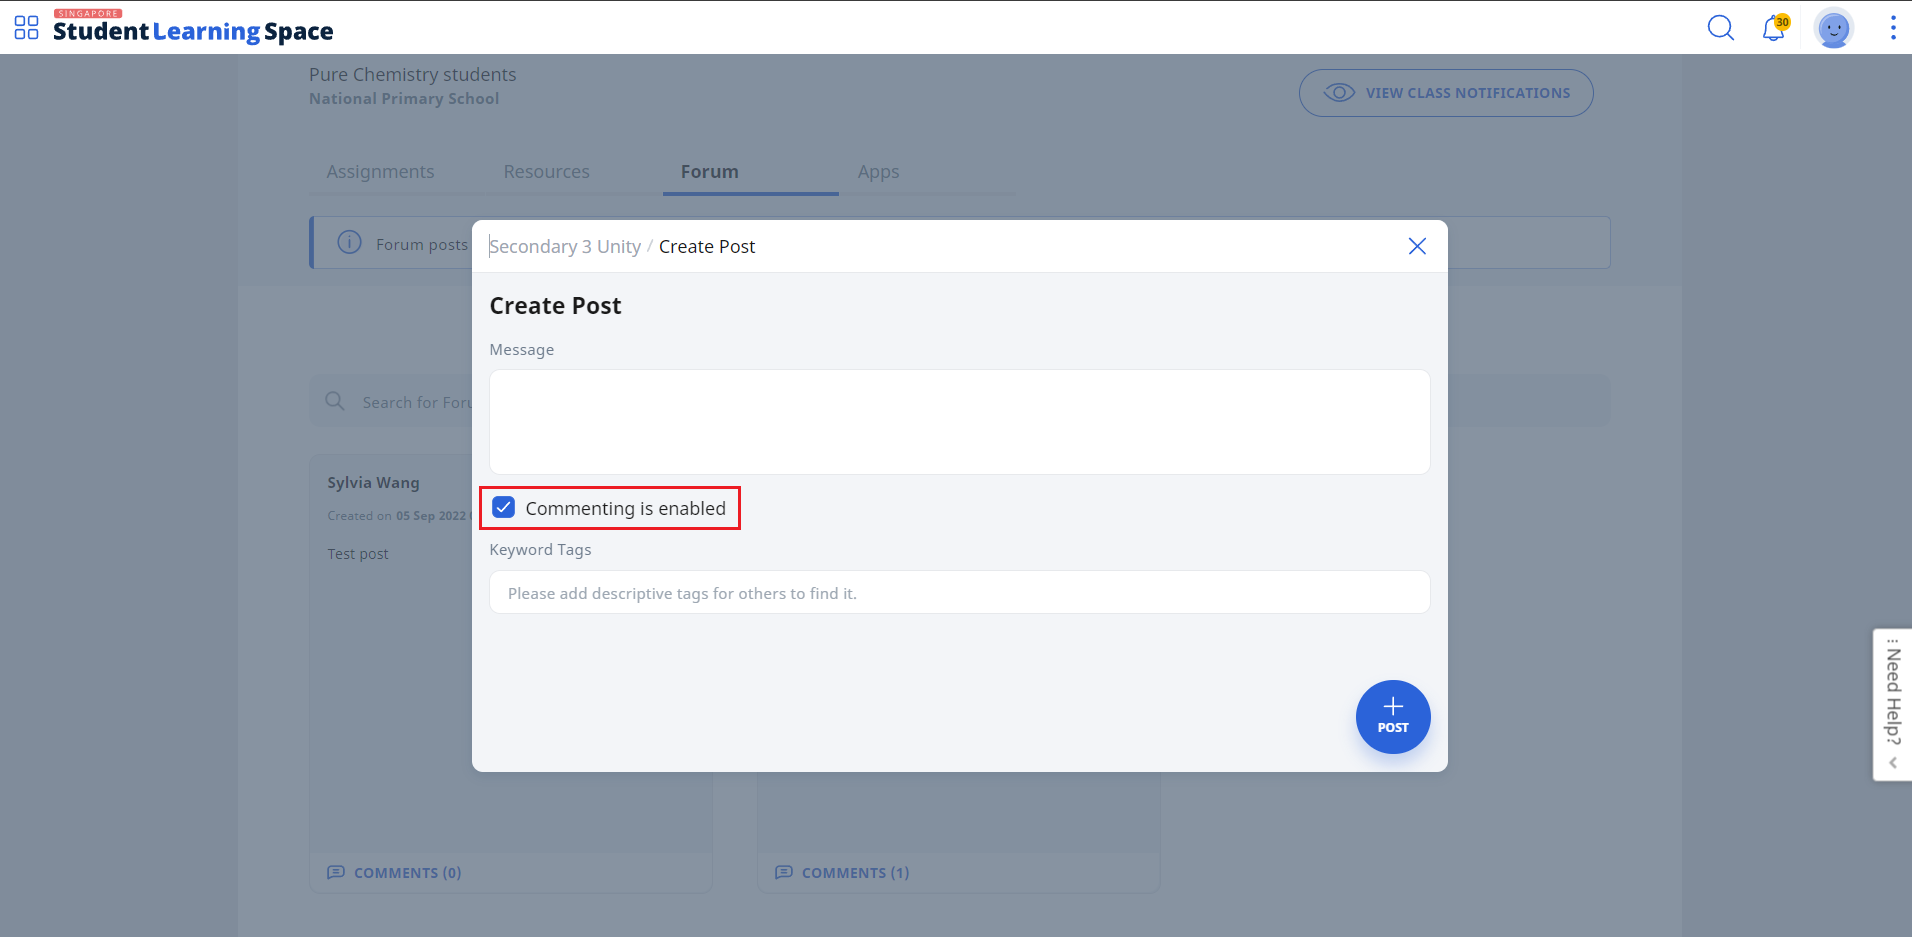 SINGAPORE
Student Learning Space
30
Pure Chemistry students
National Primary School
VIEW CLASS NOTIFICATIONS
Assignments Resources Forum Apps
Forum posts
Secondary 3 Unity / Create Post
Create Post
Message
Search for Foru
Sylvia Wang
Created on 05 Sep 2022
Test post
Commenting is enabled
Keyword Tags
Please add descriptive tags for others to find it.
POST
Need Help?
COMMENTS (0)
COMMENTS (1)